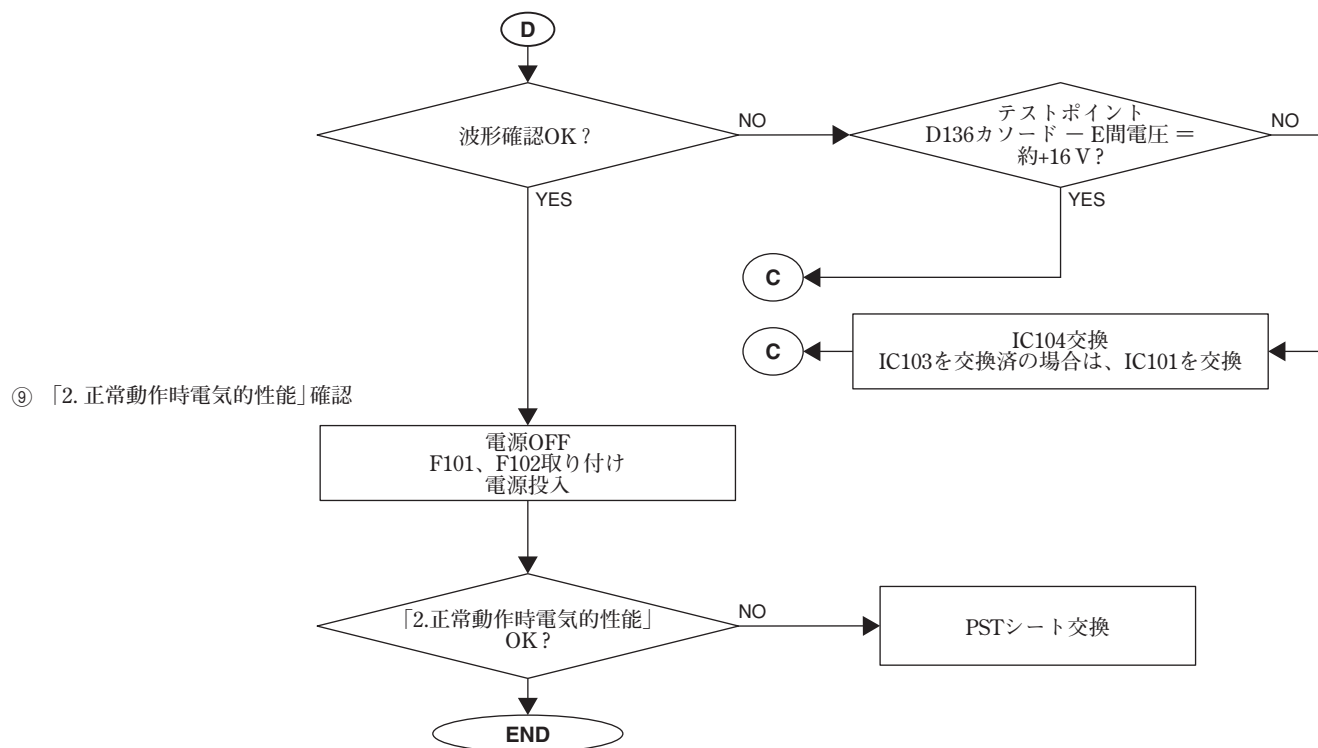 D
波形確認OK？
NO
YES
テストポイント
D136カソード － E間電圧 ＝
約+16 V？
NO
YES
C
C
IC104交換
IC103を交換済の場合は、IC101を交換
⑨ 「2. 正常動作時電気的性能」確認
電源OFF
F101、F102取り付け
電源投入
「2.正常動作時電気的性能」
OK？
NO
PSTシート交換
END